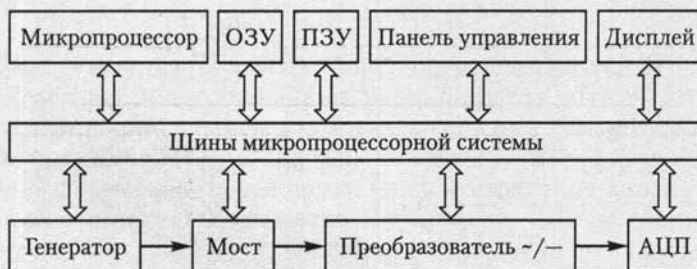 Микропроцессор ОЗУ ПЗУ Панель управления Дисплей
Шины микропроцессорной системы
Генератор Мост Преобразователь ~/— АЦП